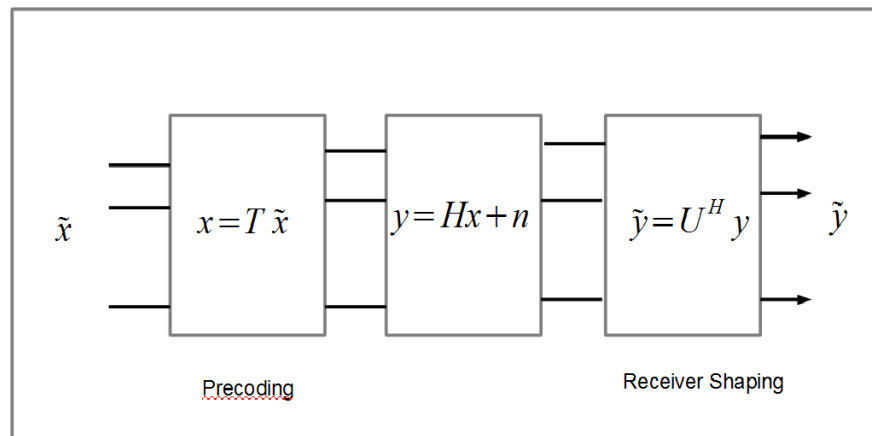 x̃
x=T x̃
y=Hx+n
ỹ=U^H y
ỹ
Precoding
Receiver Shaping